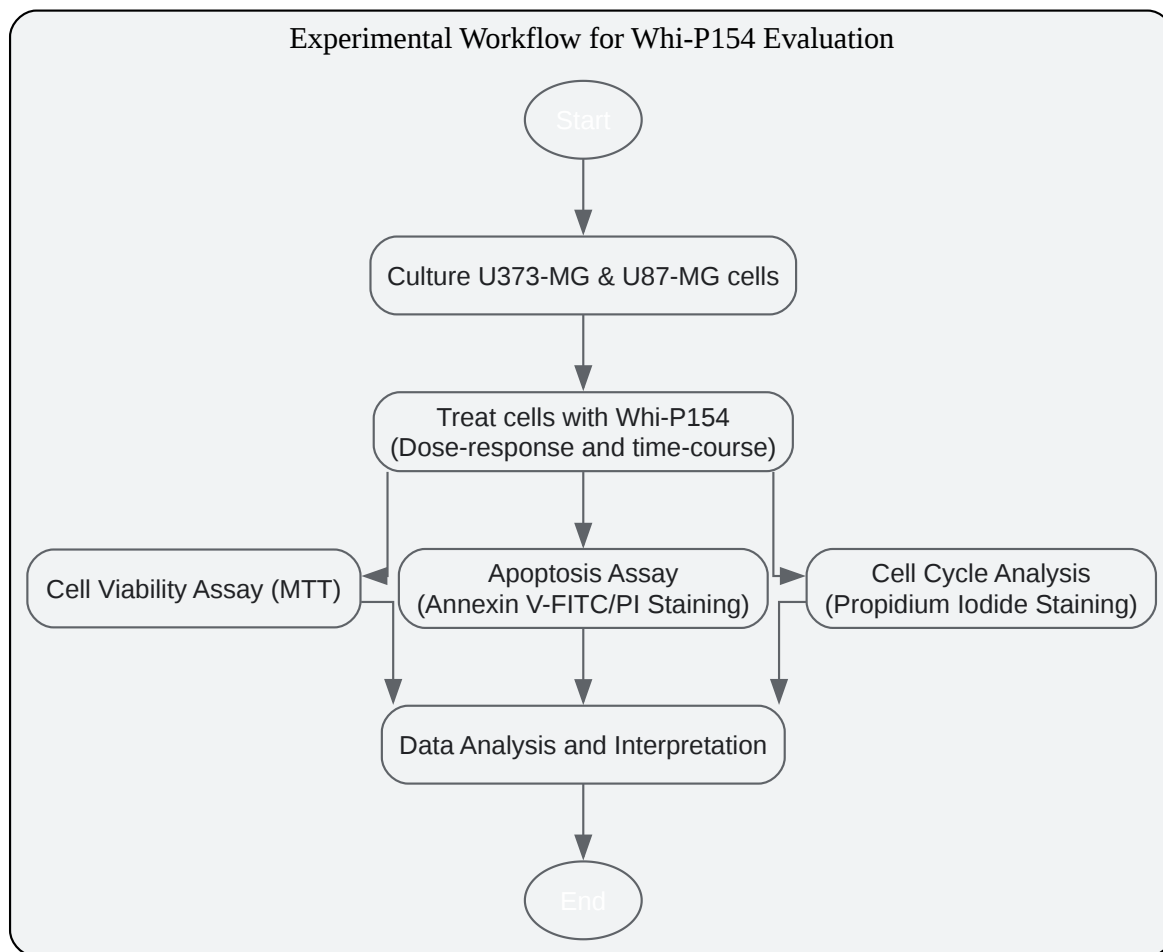 Experimental Workflow for Whi-P154 Evaluation
Start
Culture U373-MG & U87-MG cells
Treat cells with Whi-P154
(Dose-response and time-course)
Cell Viability Assay (MTT)
Apoptosis Assay
(Annexin V-FITC/PI Staining)
Cell Cycle Analysis
(Propidium Iodide Staining)
Data Analysis and Interpretation
End